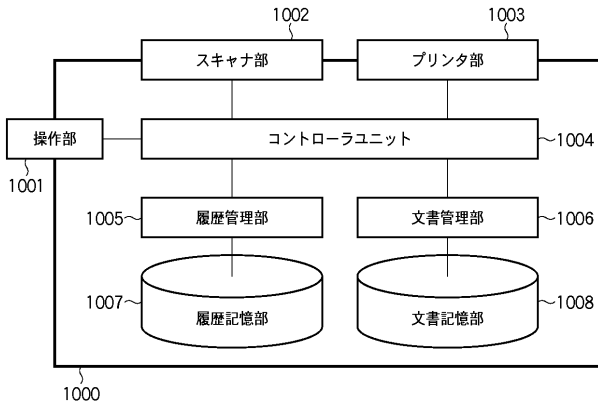 1002
1003
スキャナ部
プリンタ部
操作部
コントローラユニット
1004
1001
1005
履歴管理部
文書管理部
1006
1007
履歴記憶部
文書記憶部
1008
1000